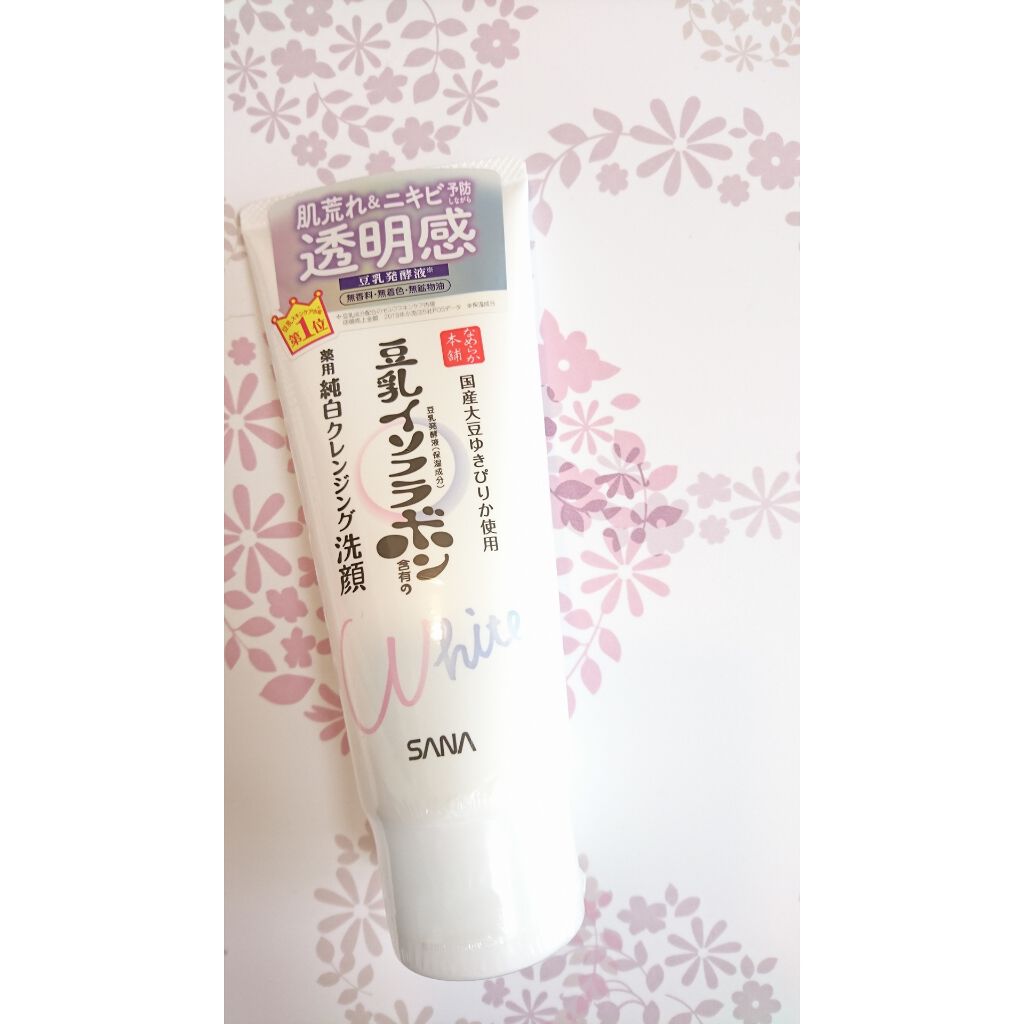 肌荒れ&ニキビ予防しながら
透明感
豆乳発酵液※
無香料・無着色・無鉱物油
第1位
なめらか
本舗
国産大豆ゆきぴりか使用
豆乳発酵液(保湿成分)
豆乳イソフラボン含有の
薬用 純白クレンジング洗顔
White
SANA